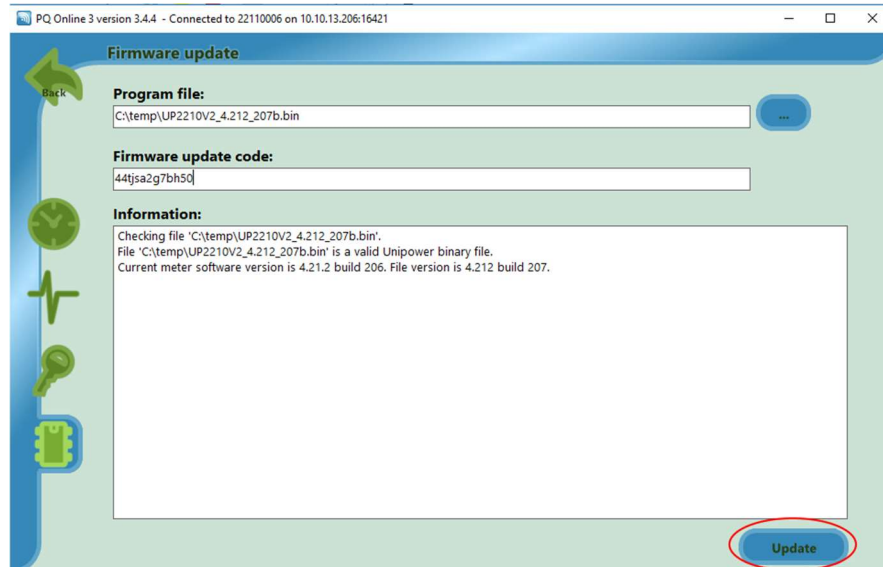 PQ Online 3 version 3.4.4 - Connected to 22110006 on 10.10.13.206:16421
Firmware update
Back
Program file:
C:\temp\UP2210V2_4.212_207b.bin
...
Firmware update code:
44tjsa2g7bh50
Information:
Checking file 'C:\temp\UP2210V2_4.212_207b.bin'.
File 'C:\temp\UP2210V2_4.212_207b.bin' is a valid Unipower binary file.
Current meter software version is 4.21.2 build 206. File version is 4.212 build 207.
Update